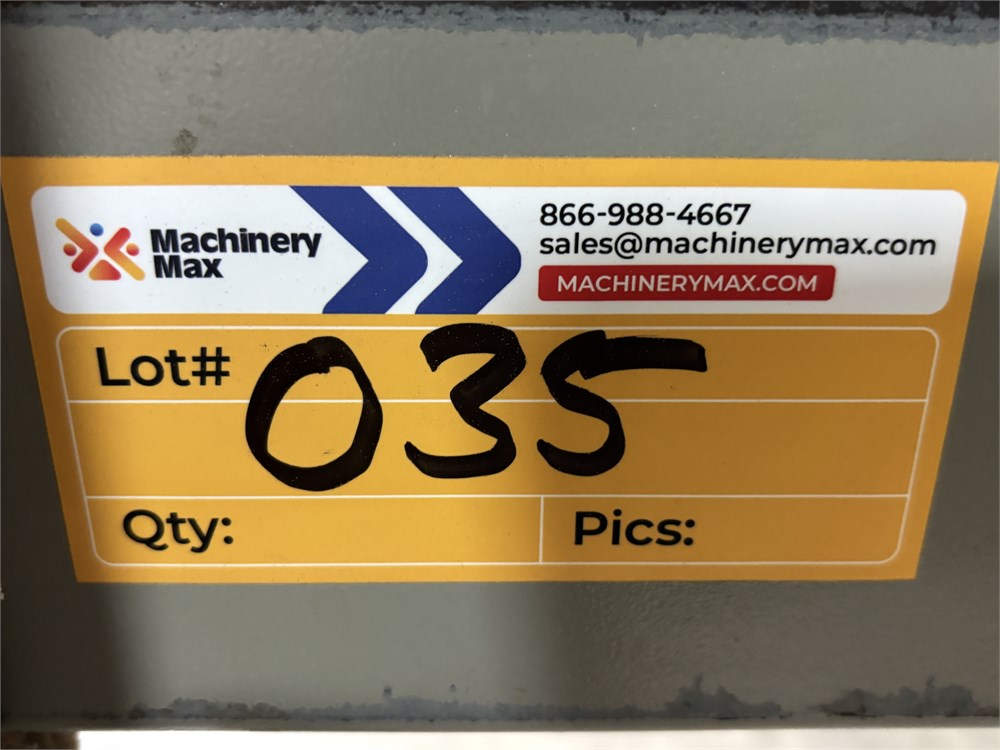 Machinery
Max
866-988-4667
sales@machinerymax.com
MACHINERYMAX.COM
Lot# 035
Qty:
Pics: